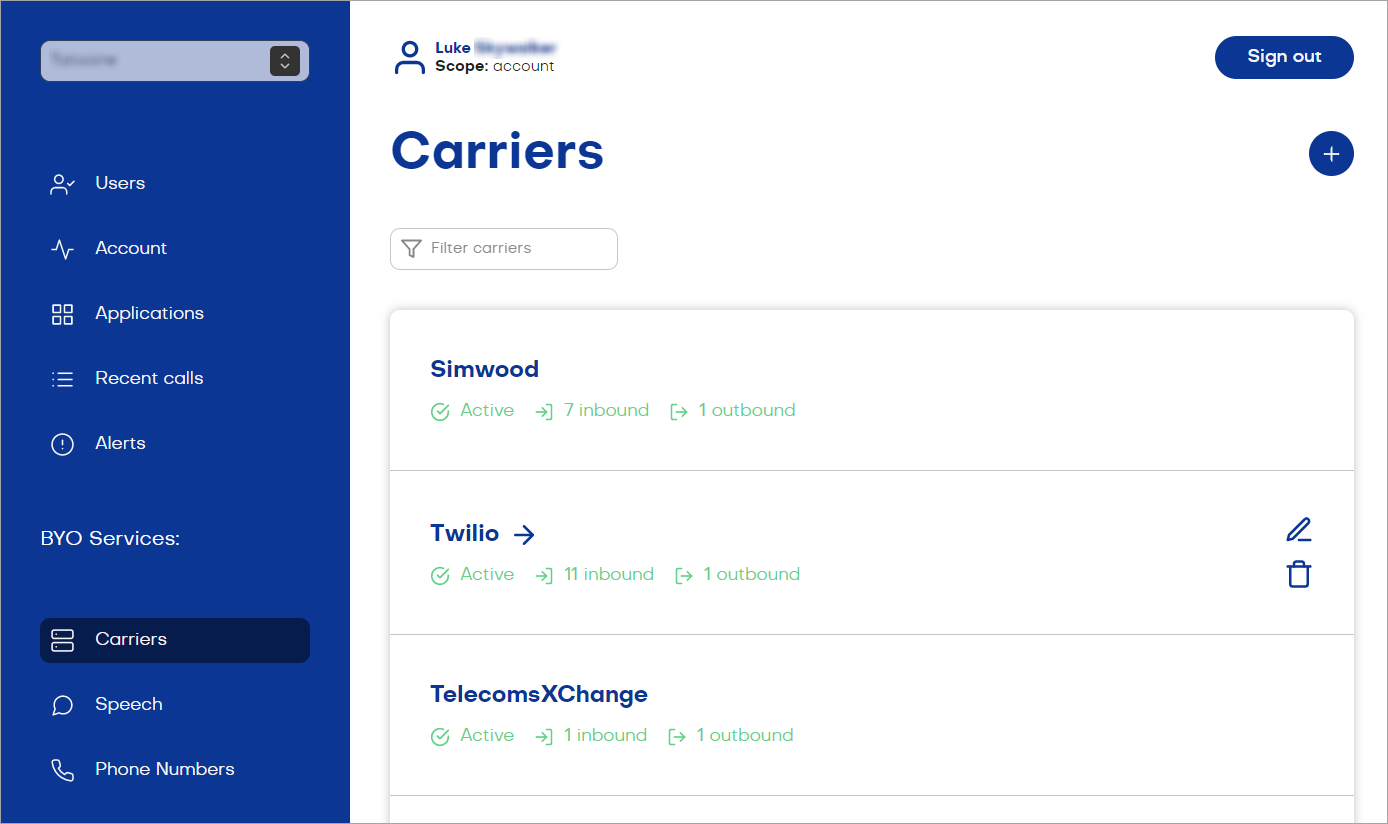 Luke
Scope: account
Sign out
Carriers
Users
Account
Applications
Recent calls
Alerts
BYO Services:
Carriers
Speech
Phone Numbers
Filter carriers
Simwood
Active 7 inbound 1 outbound
Twilio
Active 11 inbound 1 outbound
TelecomsXChange
Active 1 inbound 1 outbound